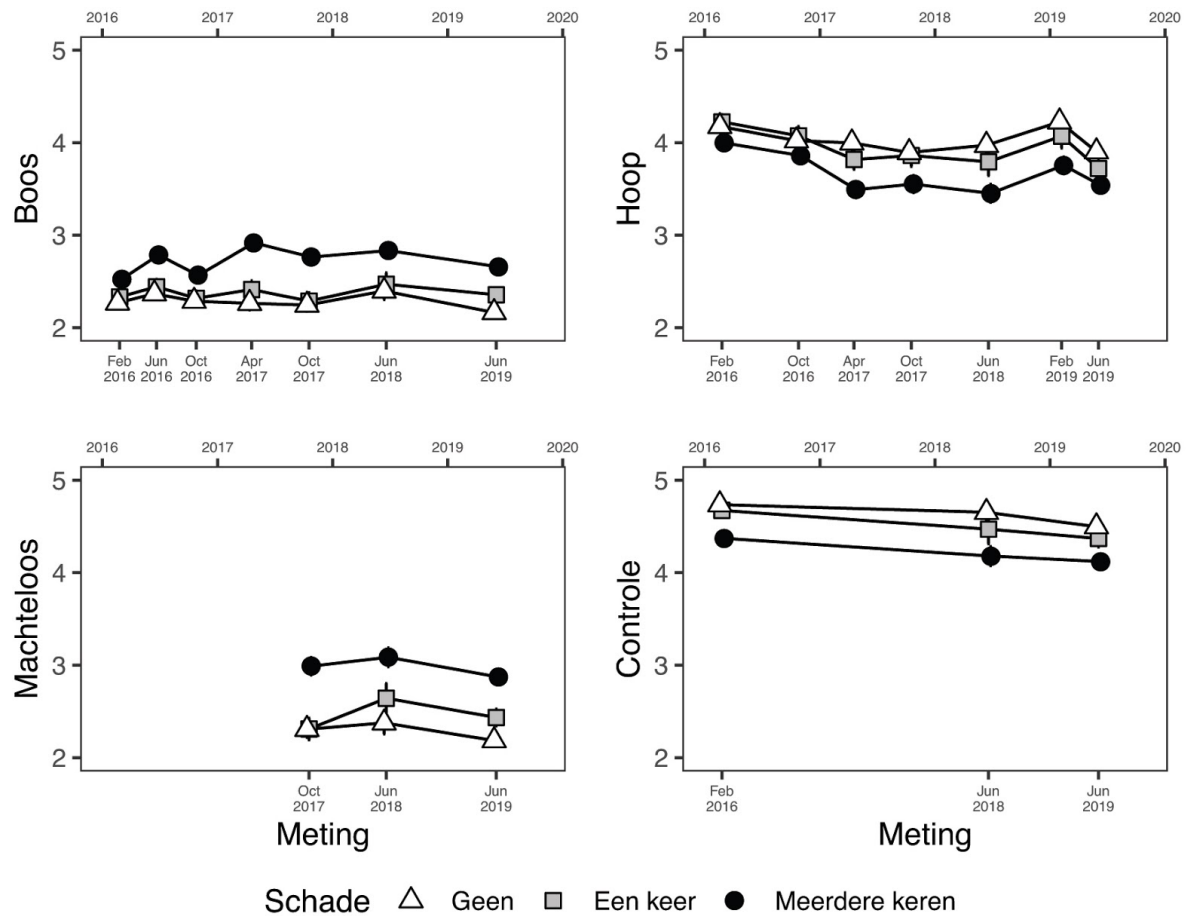 2016 2017 2018 2019 2020
5
4
3
2
Boos
Feb 2016 Jun 2016 Oct 2016 Apr 2017 Oct 2017 Jun 2018 Jun 2019
2016 2017 2018 2019 2020
5
4
3
2
Hoop
Feb 2016 Oct 2016 Apr 2017 Oct 2017 Jun 2018 Feb 2019 Jun 2019
2016 2017 2018 2019 2020
5
4
3
2
Machteloos
Oct 2017 Jun 2018 Jun 2019
Meting
2016 2017 2018 2019 2020
5
4
3
2
Controle
Feb 2016 Jun 2018 Jun 2019
Meting
Schade Geen Een keer Meerdere keren